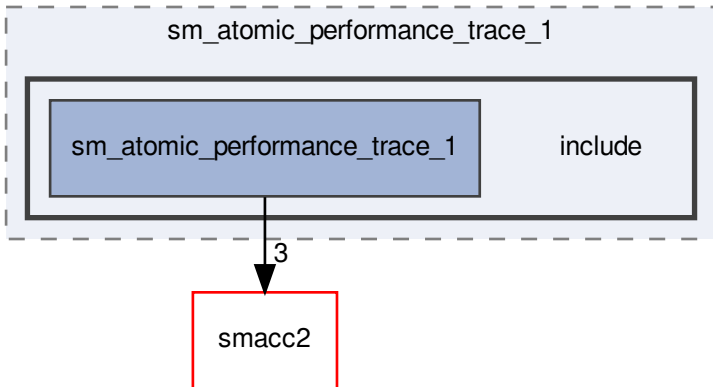 sm_atomic_performance_trace_1
sm_atomic_performance_trace_1
include
3
smacc2